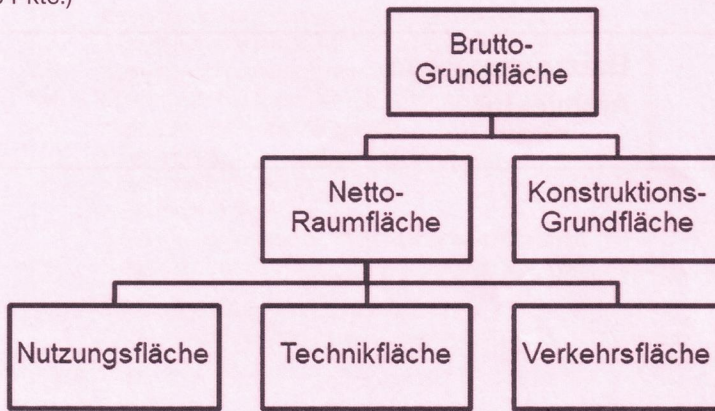 Brutto-
Grundfläche
Netto-
Raumfläche
Konstruktions-
Grundfläche
Nutzungsfläche
Technikfläche
Verkehrsfläche